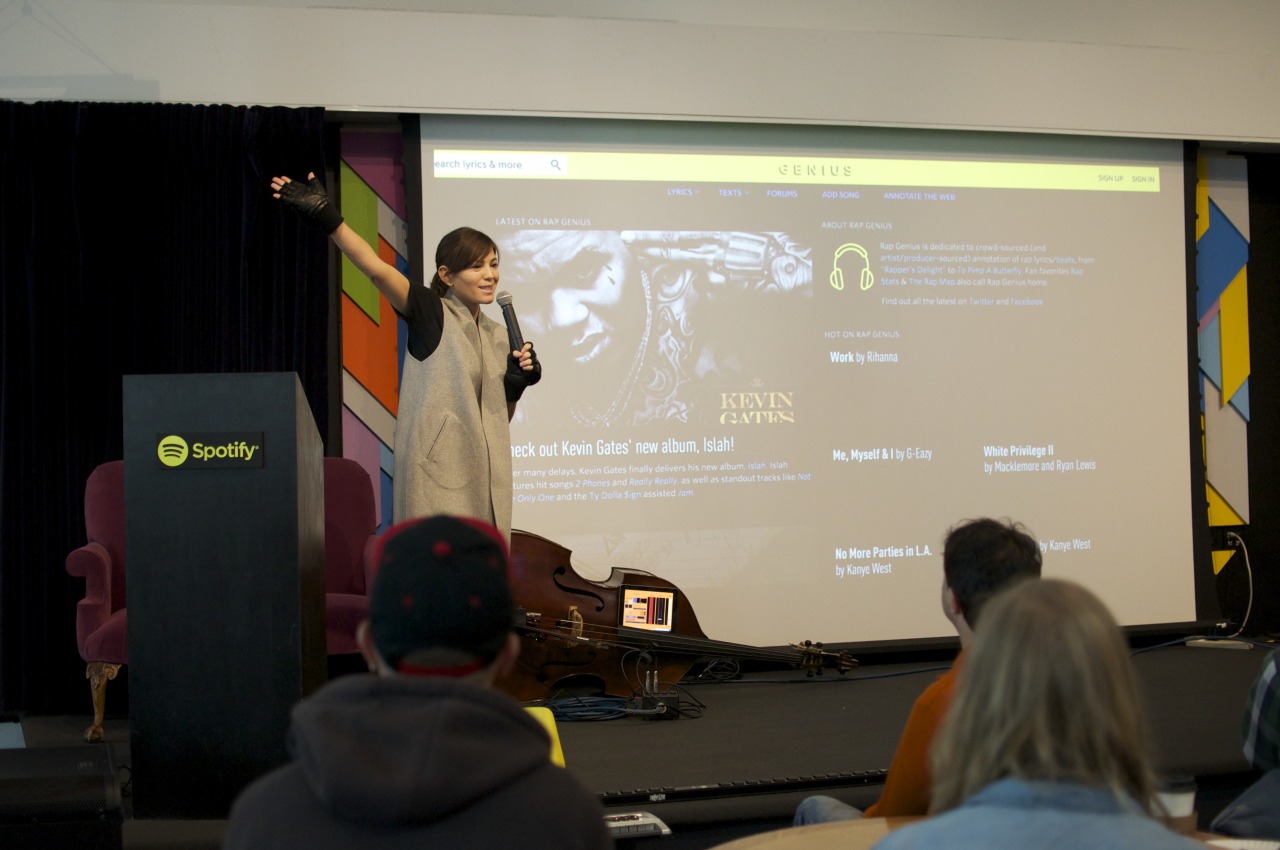 earch lyrics & more
GENIUS
SIGN UP SIGN IN
LYRICS TEXTS FORUMS ADD SONG ANNOTATE THE WEB
LATEST ON RAP GENIUS
KEVIN
GATES
heck out Kevin Gates' new album, Islah!
er many delays, Kevin Gates finally delivers his new album, Islah. Islah
tures hit songs 2 Phones and Really Really, as well as standout tracks like Not
Only One and the Ty Dolla $ign assisted Jam.
ABOUT RAP GENIUS
Rap Genius is dedicated to crowd-sourced (and
artist/producer-sourced) annotation of rap lyrics/beats, from
"Rapper's Delight" to To Pimp A Butterfly. Fan favorites Rap
Stats & The Rap Map also call Rap Genius home.
Find out all the latest on Twitter and Facebook
HOT ON RAP GENIUS
Work by Rihanna
Me, Myself & I by G-Eazy
White Privilege II
by Macklemore and Ryan Lewis
No More Parties in L.A.
by Kanye West
by Kanye West
Spotify